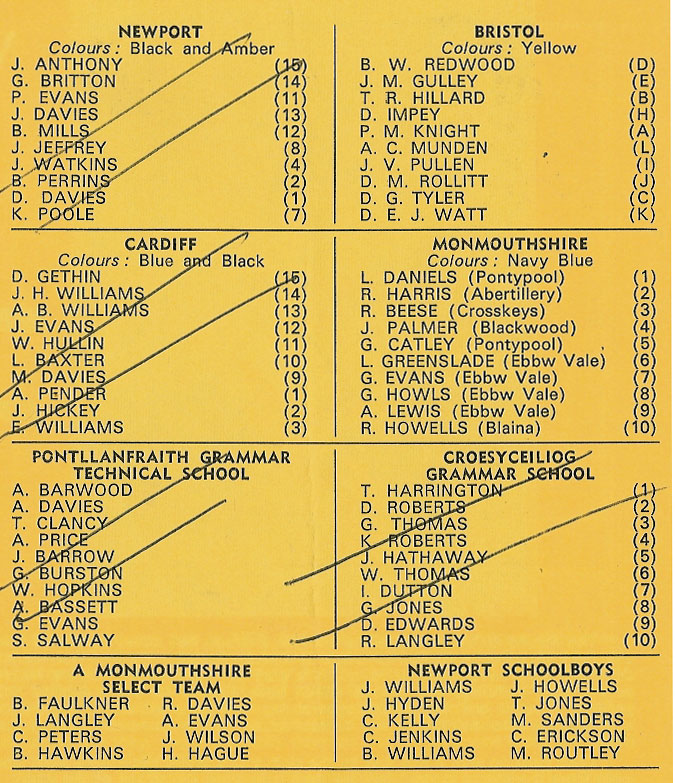 NEWPORT
Colours : Black and Amber
J. ANTHONY (15)
G. BRITTON (14)
P. EVANS (11)
J. DAVIES (13)
B. MILLS (12)
J. JEFFREY (8)
J. WATKINS (4)
B. PERRINS (2)
D. DAVIES (1)
K. POOLE (7)
BRISTOL
Colours : Yellow
B. W. REDWOOD (D)
J. M. GULLEY (E)
T. R. HILLARD (B)
D. IMPEY (H)
P. M. KNIGHT (A)
A. C. MUNDEN (L)
J. V. PULLEN (I)
D. M. ROLLITT (J)
D. G. TYLER (C)
D. E. J. WATT (K)
CARDIFF
Colours : Blue and Black
D. GETHIN (15)
J. H. WILLIAMS (14)
A. B. WILLIAMS (13)
J. EVANS (12)
W. HULLIN (11)
L. BAXTER (10)
M. DAVIES (9)
A. PENDER (1)
J. HICKEY (2)
E. WILLIAMS (3)
MONMOUTHSHIRE
Colours : Navy Blue
L. DANIELS (Pontypool) (1)
R. HARRIS (Abertillery) (2)
R. BEESE (Crosskeys) (3)
J. PALMER (Blackwood) (4)
G. CATLEY (Pontypool) (5)
L. GREENSLADE (Ebbw Vale) (6)
G. EVANS (Ebbw Vale) (7)
G. HOWLS (Ebbw Vale) (8)
A. LEWIS (Ebbw Vale) (9)
R. HOWELLS (Blaina) (10)
PONTLLANFRAITH GRAMMAR
TECHNICAL SCHOOL
A. BARWOOD
A. DAVIES
T. CLANCY
A. PRICE
J. BARROW
G. BURSTON
W. HOPKINS
A. BASSETT
G. EVANS
S. SALWAY
CROESYCEILIOG
GRAMMAR SCHOOL
T. HARRINGTON (1)
D. ROBERTS (2)
G. THOMAS (3)
K. ROBERTS (4)
J. HATHAWAY (5)
W. THOMAS (6)
I. DUTTON (7)
G. JONES (8)
D. EDWARDS (9)
R. LANGLEY (10)
A MONMOUTHSHIRE
SELECT TEAM
B. FAULKNER R. DAVIES
J. LANGLEY A. EVANS
C. PETERS J. WILSON
B. HAWKINS H. HAGUE
NEWPORT SCHOOLBOYS
J. WILLIAMS J. HOWELLS
J. HYDEN T. JONES
C. KELLY M. SANDERS
C. JENKINS C. ERICKSON
B. WILLIAMS M. ROUTLEY